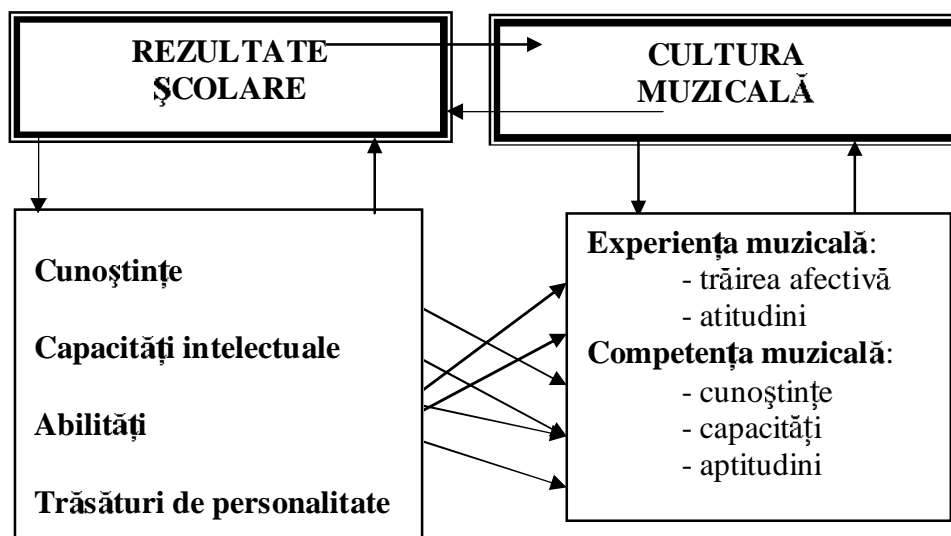 REZULTATE
ŞCOLARE
CULTURA
MUZICALĂ
Cunoştinţe
Capacităţi intelectuale
Abilităţi
Trăsături de personalitate
Experienţa muzicală:
- trăirea afectivă
- atitudini
Competenţa muzicală:
- cunoştinţe
- capacităţi
- aptitudini